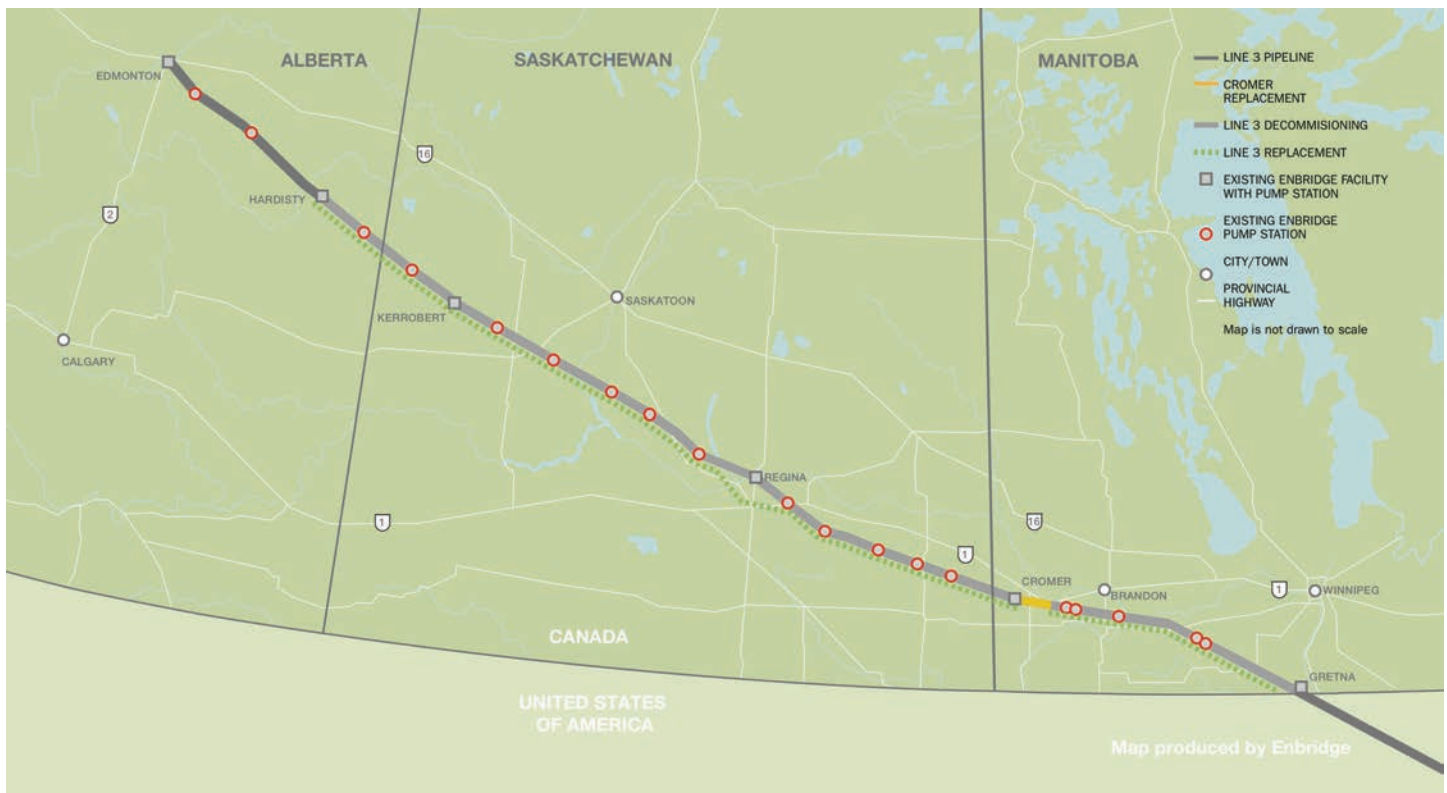 ALBERTA
SASKATCHEWAN
MANITOBA
EDMONTON
HARDISTY
KERROBERT
SASKATOON
CALGARY
REGINA
CROMER
BRANDON
WINNIPEG
GRETNA
16
2
1
1
16
1
LINE 3 PIPELINE
CROMER
REPLACEMENT
LINE 3 DECOMMISIONING
LINE 3 REPLACEMENT
EXISTING ENBRIDGE FACILITY
WITH PUMP STATION
EXISTING ENBRIDGE
PUMP STATION
CITY/TOWN
PROVINCIAL
HIGHWAY
Map is not drawn to scale
CANADA
UNITED STATES
OF AMERICA
Map produced by Enbridge